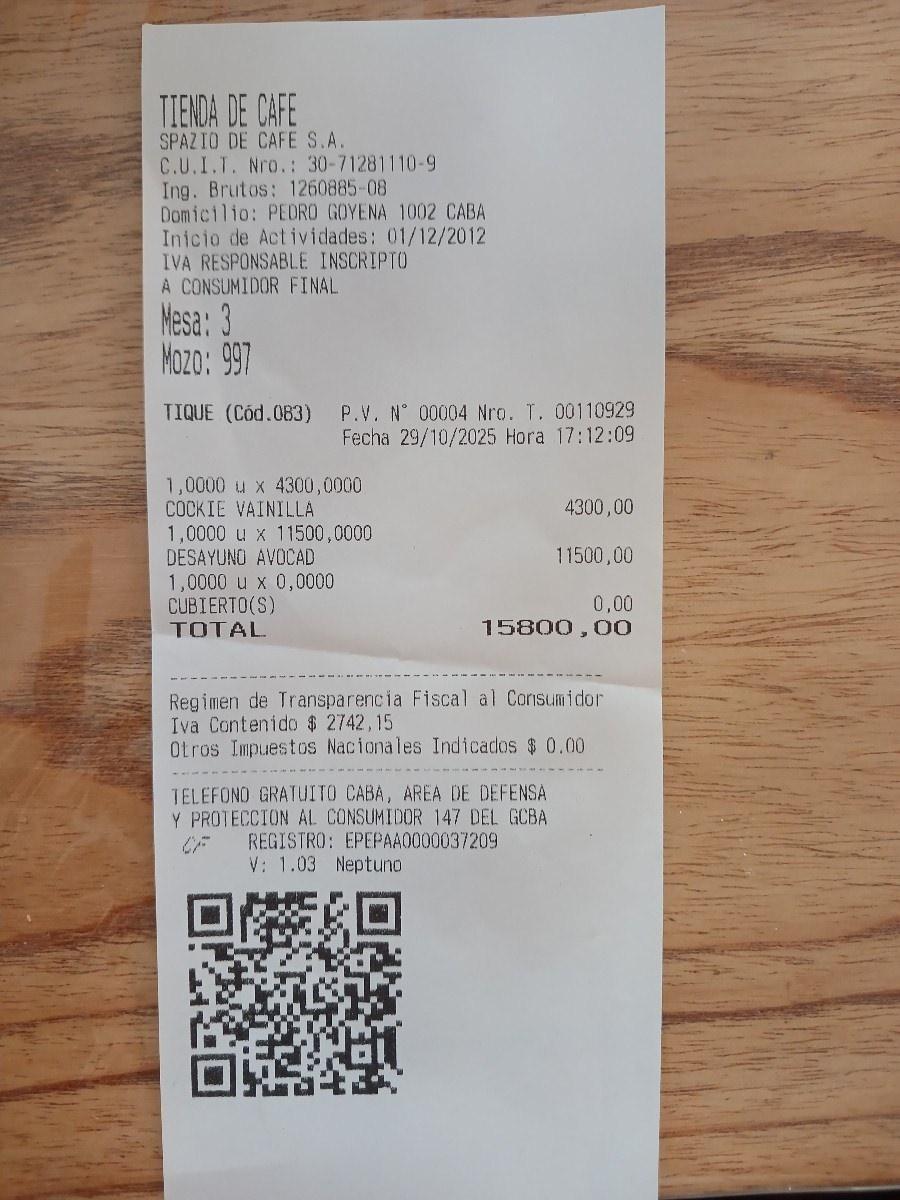 TIENDA DE CAFE
SPAZIO DE CAFE S.A.
C.U.I.T. Nro.: 30-71281110-9
Ing. Brutos: 1260885-08
Domicilio: PEDRO GOYENA 1002 CABA
Inicio de Actividades: 01/12/2012
IVA RESPONSABLE INSCRIPTO
A CONSUMIDOR FINAL
Mesa: 3
Mozo: 997
TIQUE (Cód.083) P.V. N° 00004 Nro. T. 00110929
Fecha 29/10/2025 Hora 17:12:09
1,0000 u x 4300,0000
COOKIE VAINILLA 4300,00
1,0000 u x 11500,0000
DESAYUNO AVOCAD 11500,00
1,0000 u x 0,0000
CUBIERTO(S) 0,00
TOTAL 15800,00
Regimen de Transparencia Fiscal al Consumidor
Iva Contenido $ 2742,15
Otros Impuestos Nacionales Indicados $ 0.00
TELEFONO GRATUITO CABA, AREA DE DEFENSA
Y PROTECCION AL CONSUMIDOR 147 DEL GCBA
CF REGISTRO: EPEPAA0000037209
V: 1.03 Neptuno